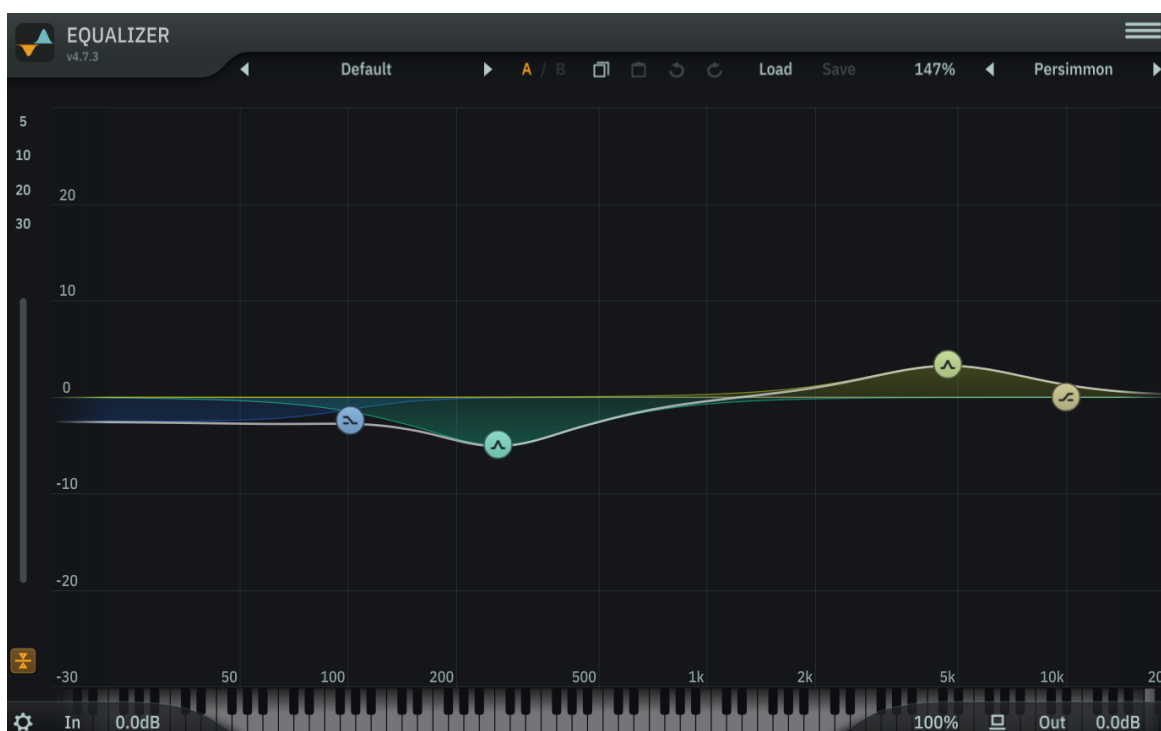 EQUALIZER
v4.7.3
Default A / B Load Save 147% Persimmon
5
10
20
30
20
10
0
-10
-20
-30 50 100 200 500 1k 2k 5k 10k 20
In 0.0dB 100% Out 0.0dB